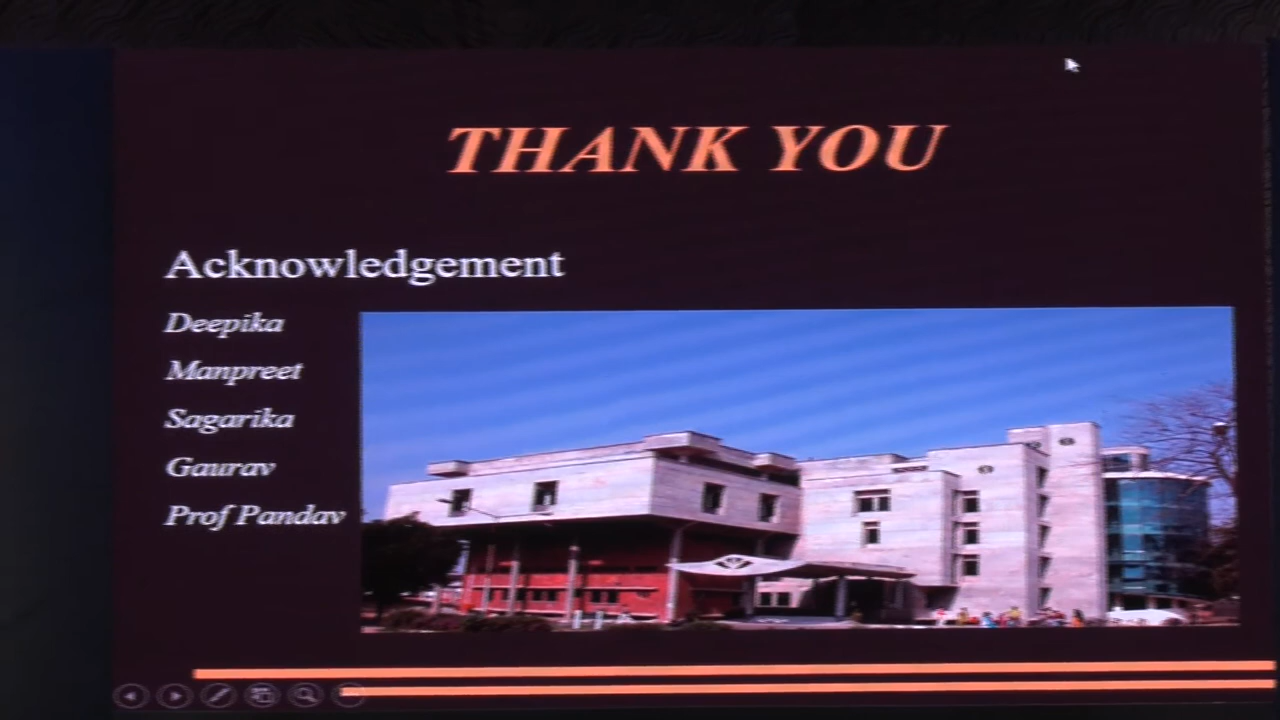 THANK YOU
Acknowledgement
Deepika
Manpreet
Sagarika
Gaurav
Prof Pandav